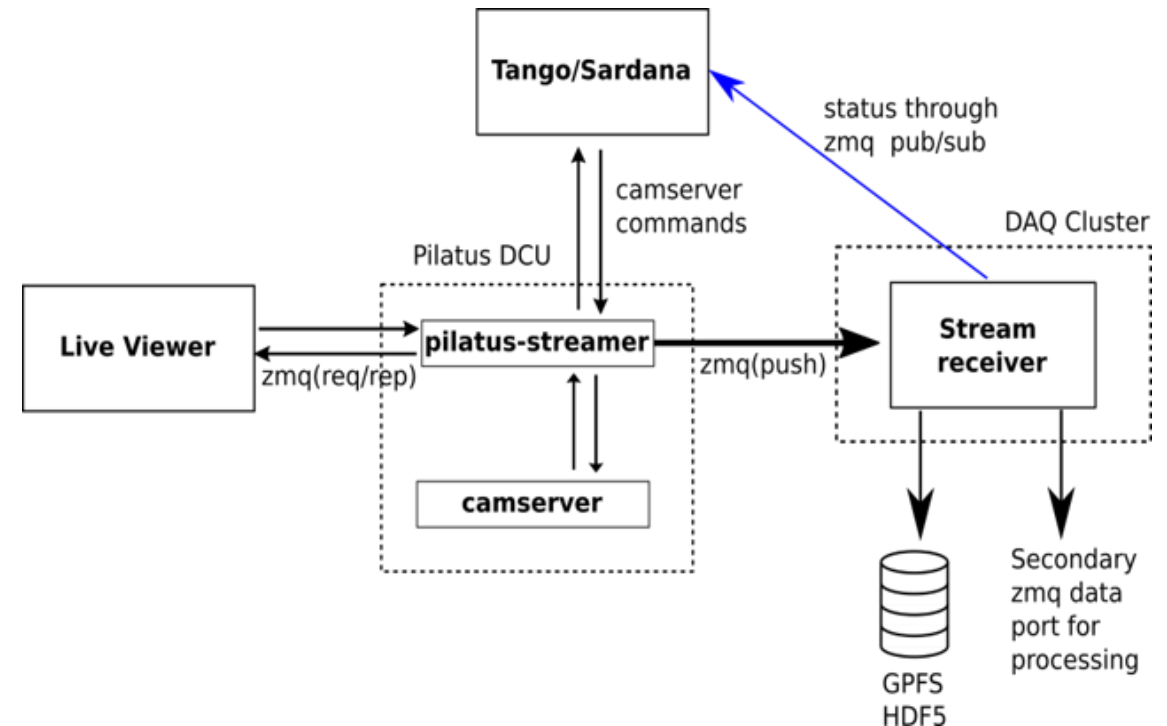 Tango/Sardana
status through
zmq pub/sub
camserver
commands
DAQ Cluster
Pilatus DCU
Live Viewer
pilatus-streamer
zmq(req/rep)
zmq(push)
Stream
receiver
camserver
GPFS
HDF5
Secondary
zmq data
port for
processing